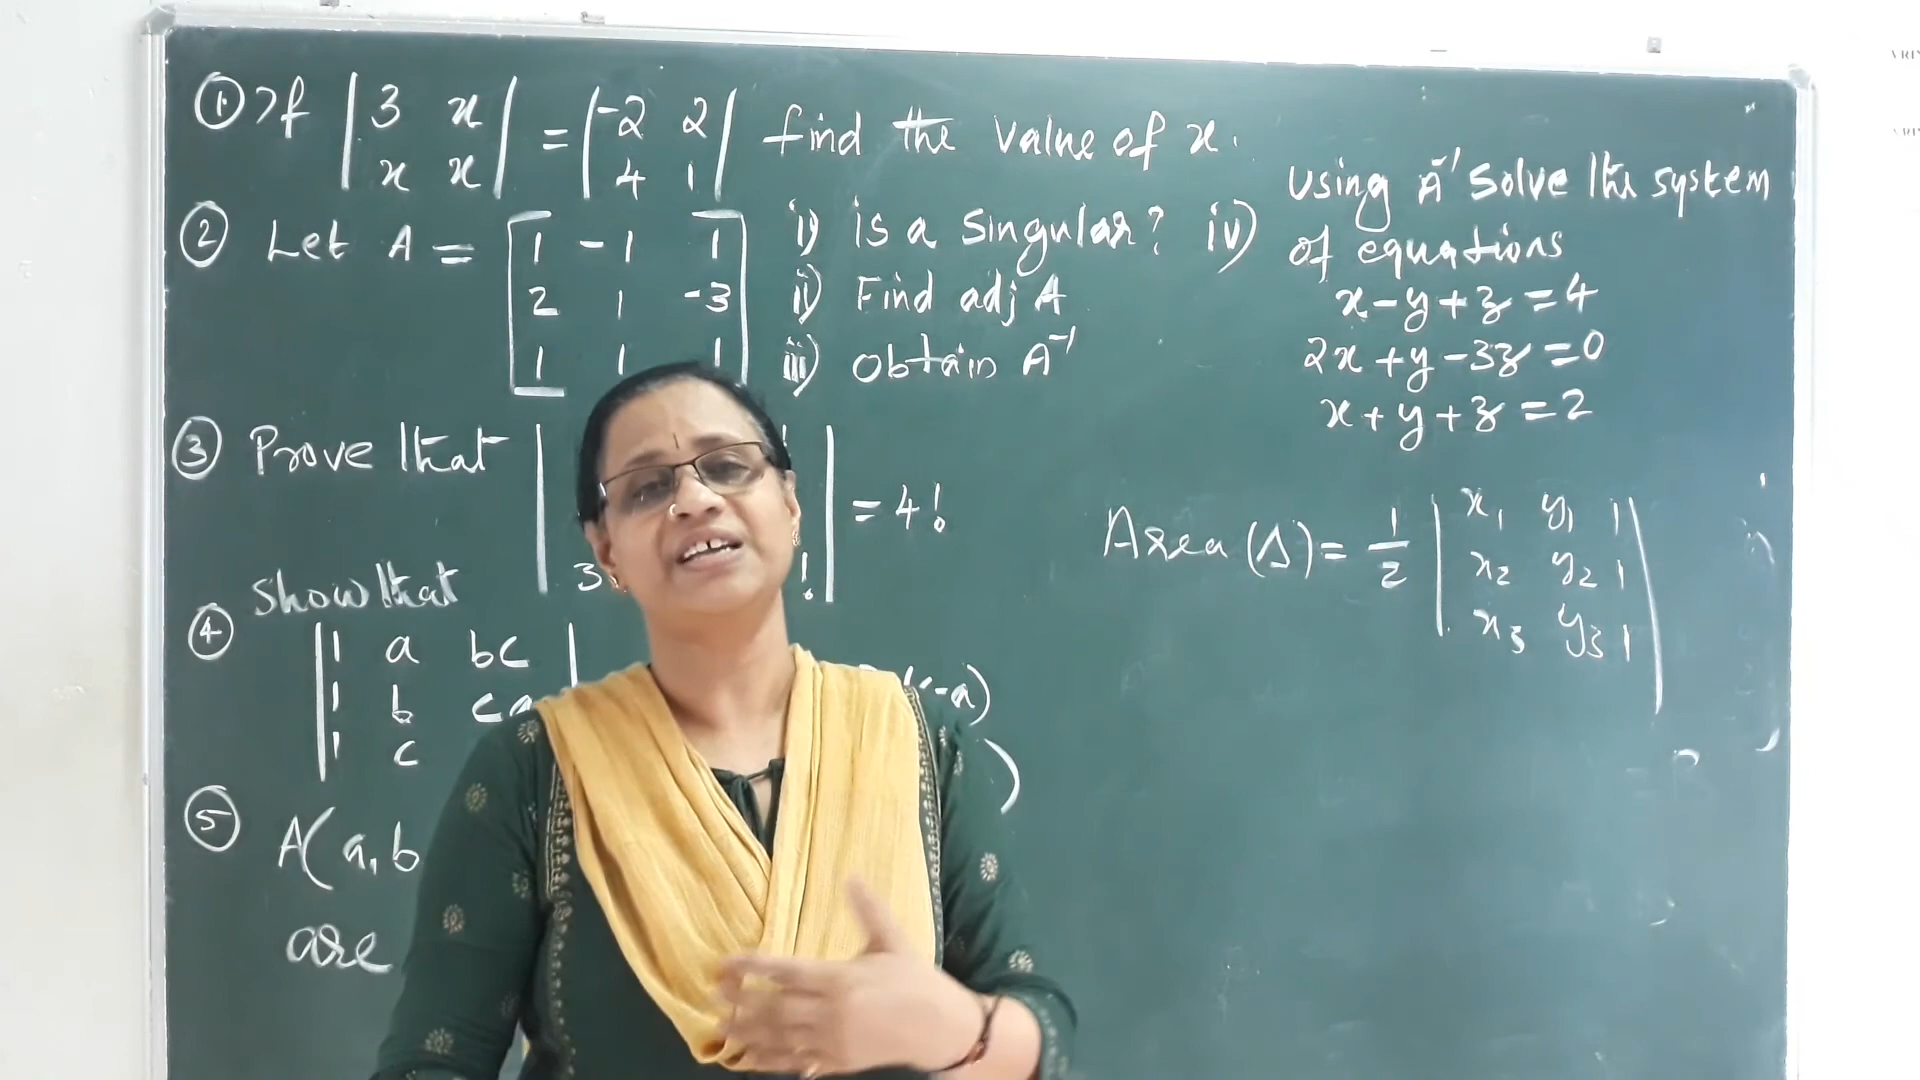 ① If | 3 x | = | -2 2 | find the value of x.
| x x | | 4 1 |
② Let A = [ 1 -1 1 ] i) is a singular?
2 1 -3 ii) Find adj A
1 1 1 iii) Obtain A⁻¹
iv) Using A⁻¹ Solve the system
of equations
x - y + z = 4
2x + y - 3z = 0
x + y + z = 2
③ Prove that | | = 4!
3 !
④ Show that
| 1 a bc |
1 b ca -a)
1 c )
⑤ A(a, b
are
Area (Δ) = 1/2 | x₁ y₁ 1 |
x₂ y₂ 1
x₃ y₃ 1